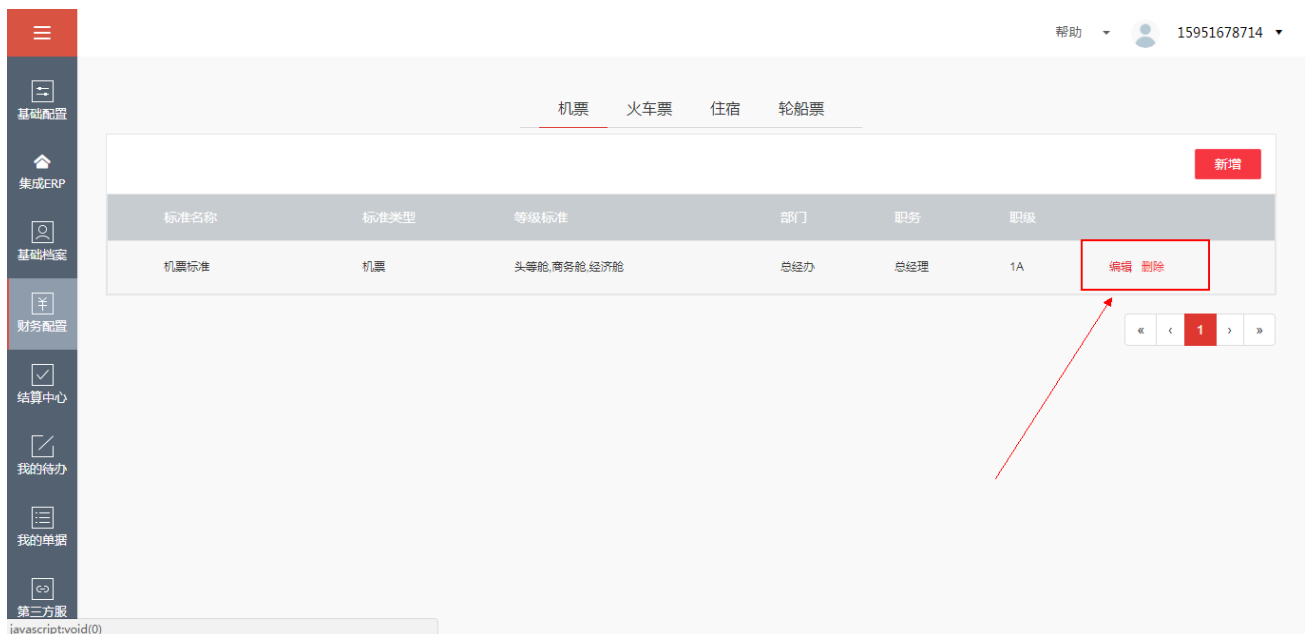 帮助 15951678714
基础配置
集成ERP
基础档案
财务配置
结算中心
我的待办
我的单据
第三方服
机票 火车票 住宿 轮船票
新增
标准名称 标准类型 等级标准 部门 职务 职级
机票标准 机票 头等舱,商务舱,经济舱 总经办 总经理 1A 编辑 删除
« ‹ 1 › »
javascript:void(0)